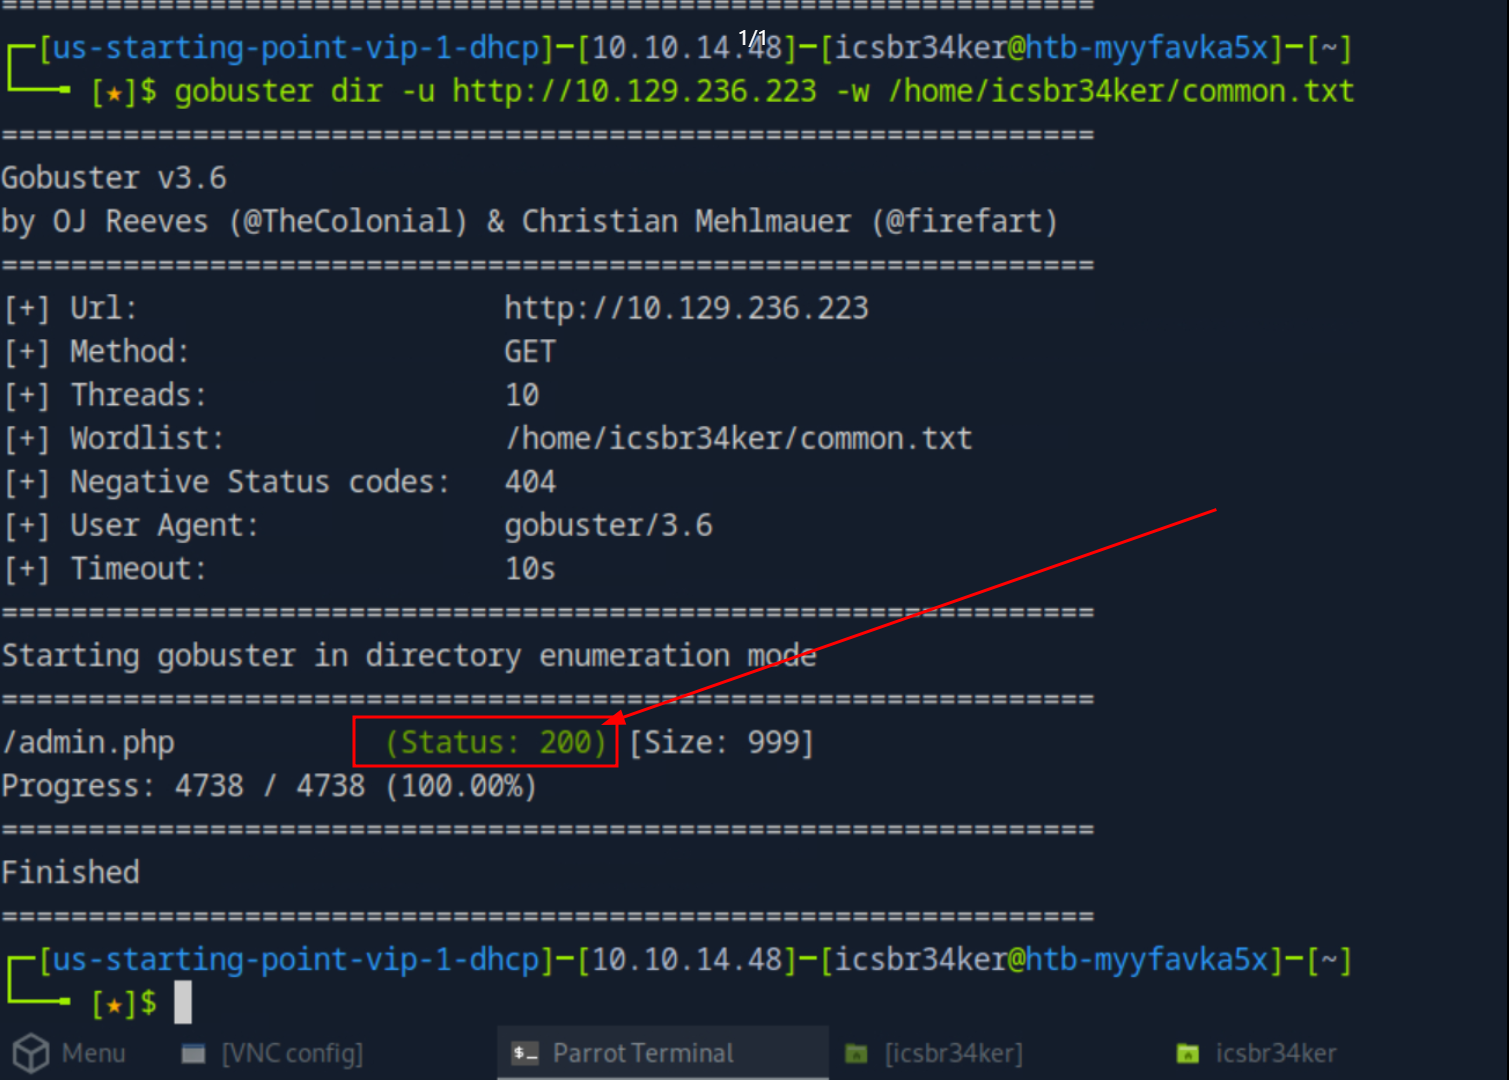 =================================================================
[us-starting-point-vip-1-dhcp]─[10.10.14.48]─[icsbr34ker@htb-myyfavka5x]─[~]
1/1
[★]$ gobuster dir -u http://10.129.236.223 -w /home/icsbr34ker/common.txt
===============================================================
Gobuster v3.6
by OJ Reeves (@TheColonial) & Christian Mehlmauer (@firefart)
===============================================================
[+] Url:                     http://10.129.236.223
[+] Method:                  GET
[+] Threads:                 10
[+] Wordlist:                /home/icsbr34ker/common.txt
[+] Negative Status codes:   404
[+] User Agent:              gobuster/3.6
[+] Timeout:                 10s
===============================================================
Starting gobuster in directory enumeration mode
===============================================================
/admin.php            (Status: 200) [Size: 999]
Progress: 4738 / 4738 (100.00%)
===============================================================
Finished
===============================================================
[us-starting-point-vip-1-dhcp]─[10.10.14.48]─[icsbr34ker@htb-myyfavka5x]─[~]
[★]$
Menu [VNC config] $_ Parrot Terminal [icsbr34ker] icsbr34ker